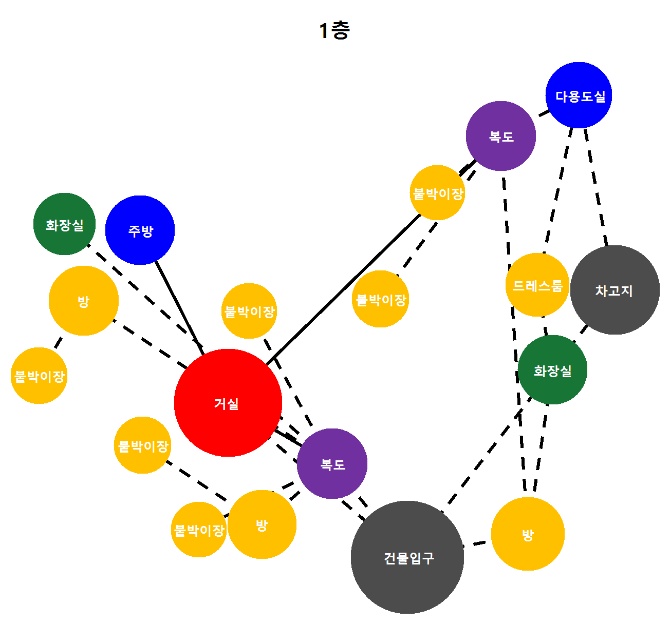 1층
다용도실
복도
붙박이장
화장실
주방
드레스룸
차고지
방
붙박이장
붙박이장
붙박이장
화장실
거실
붙박이장
복도
붙박이장
방
방
건물입구